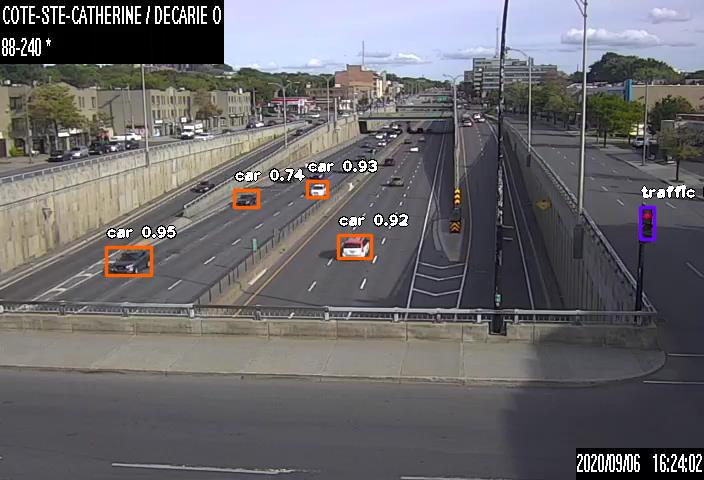 COTE-STE-CATHERINE / DECARIE O
88-240 *
car 0.74
car 0.93
traffic
car 0.92
car 0.95
2020/09/06 16:24:02